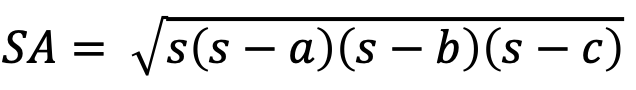 SA = √s(s − a)(s − b)(s − c)